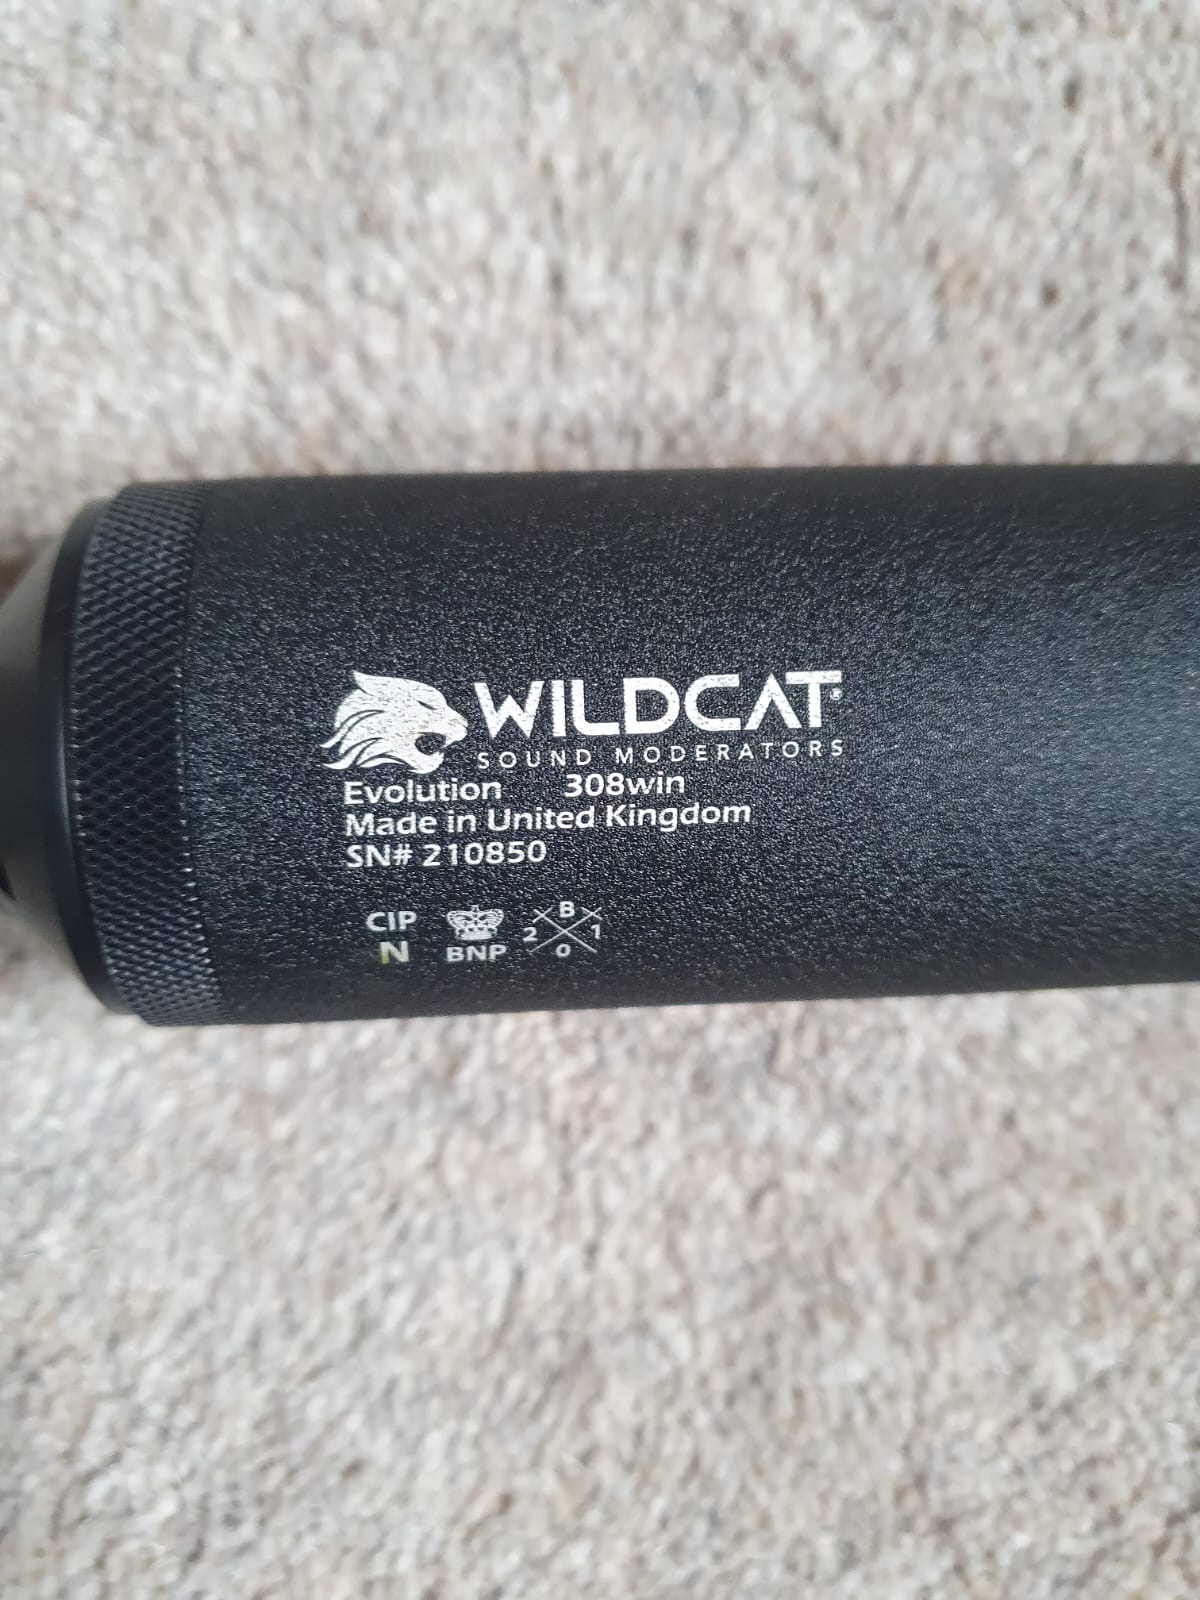 WILDCAT®
SOUND MODERATORS
Evolution 308win
Made in United Kingdom
SN# 210850
CIP
N
BNP
B
2 1
0